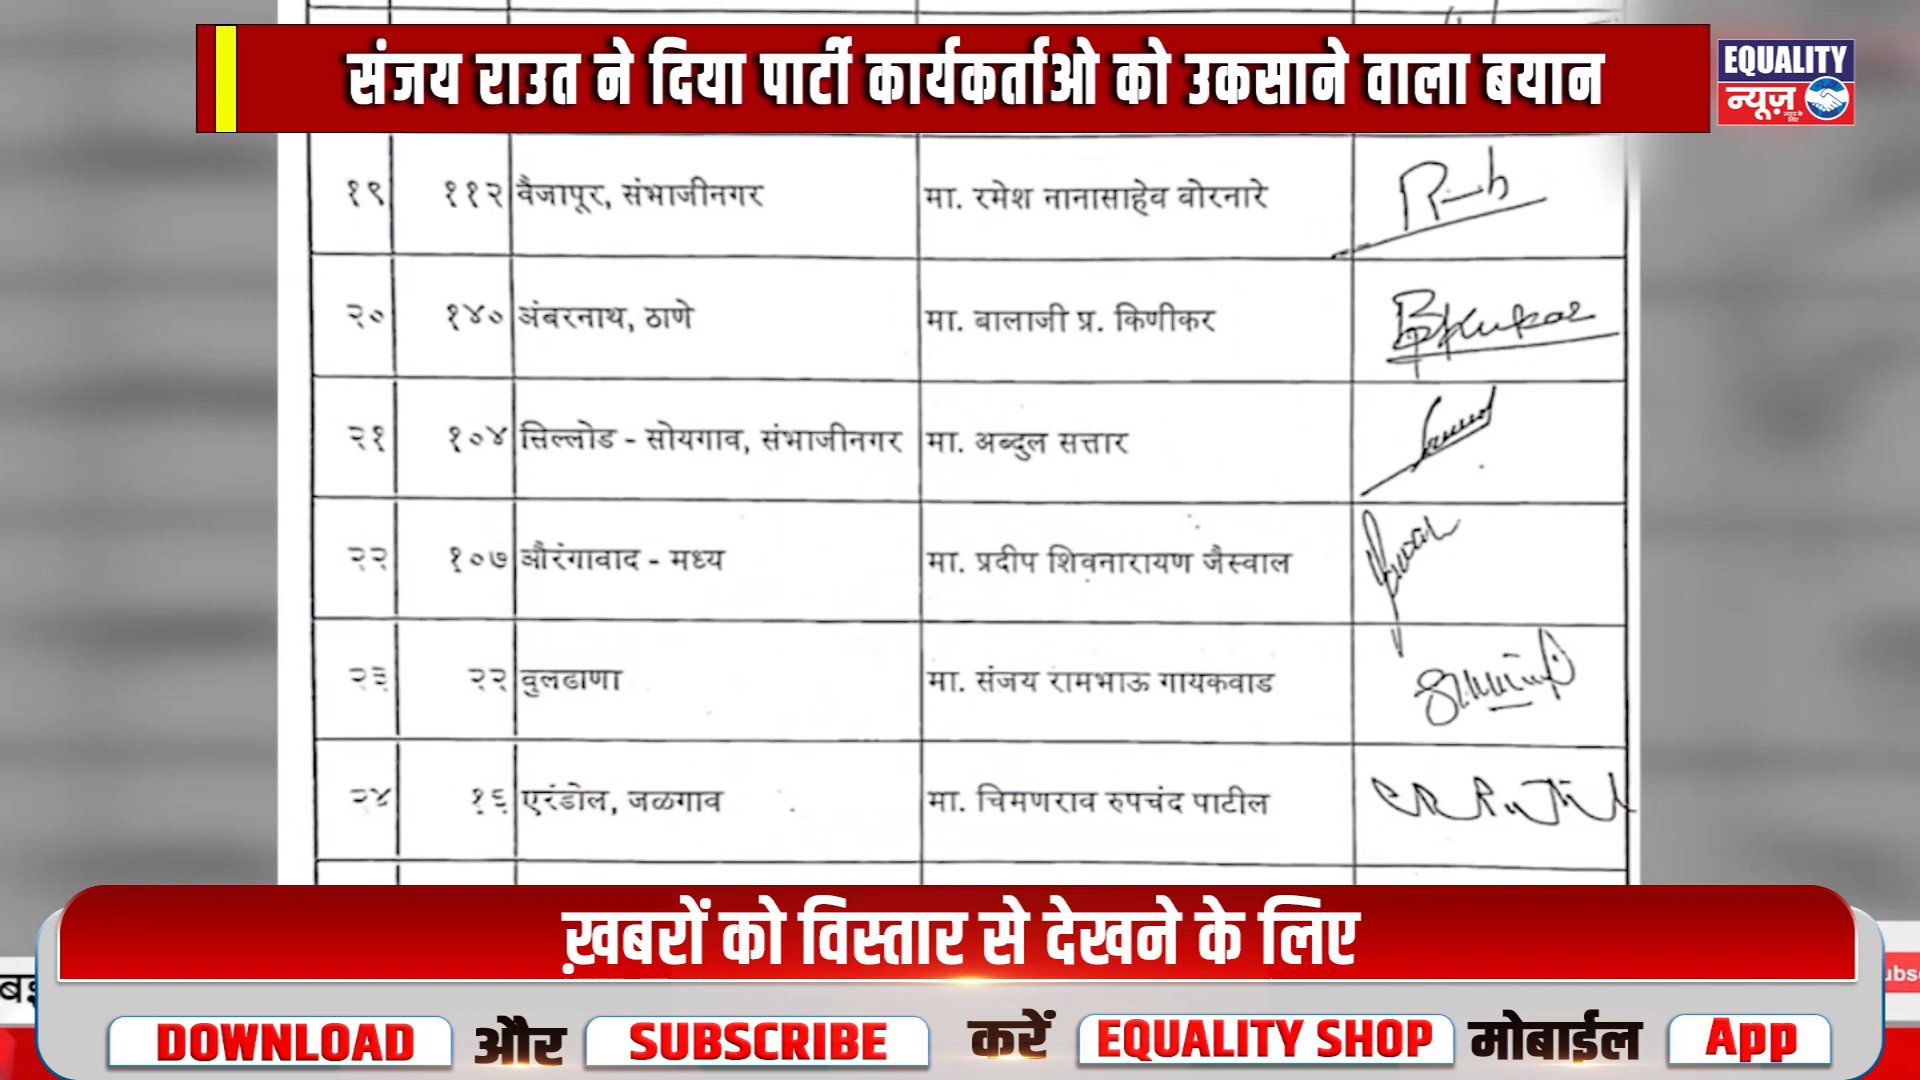 संजय राउत ने दिया पार्टी कार्यकर्ताओ को उकसाने वाला बयान
EQUALITY
न्यूज़
१९ ११२ वैजापूर, संभाजीनगर मा. रमेश नानासाहेब बोरनारे
२० १४० अंबरनाथ, ठाणे मा. बालाजी प्र. किणीकर
२१ १०४ सिल्लोड - सोयगाव, संभाजीनगर मा. अब्दुल सत्तार
२२ १०७ औरंगाबाद - मध्य मा. प्रदीप शिवनारायण जैस्वाल
२३ २२ बुलढाणा मा. संजय रामभाऊ गायकवाड
२४ १६ एरंडोल, जळगाव मा. चिमणराव रुपचंद पाटील
ख़बरों को विस्तार से देखने के लिए
DOWNLOAD और SUBSCRIBE करें EQUALITY SHOP मोबाईल App